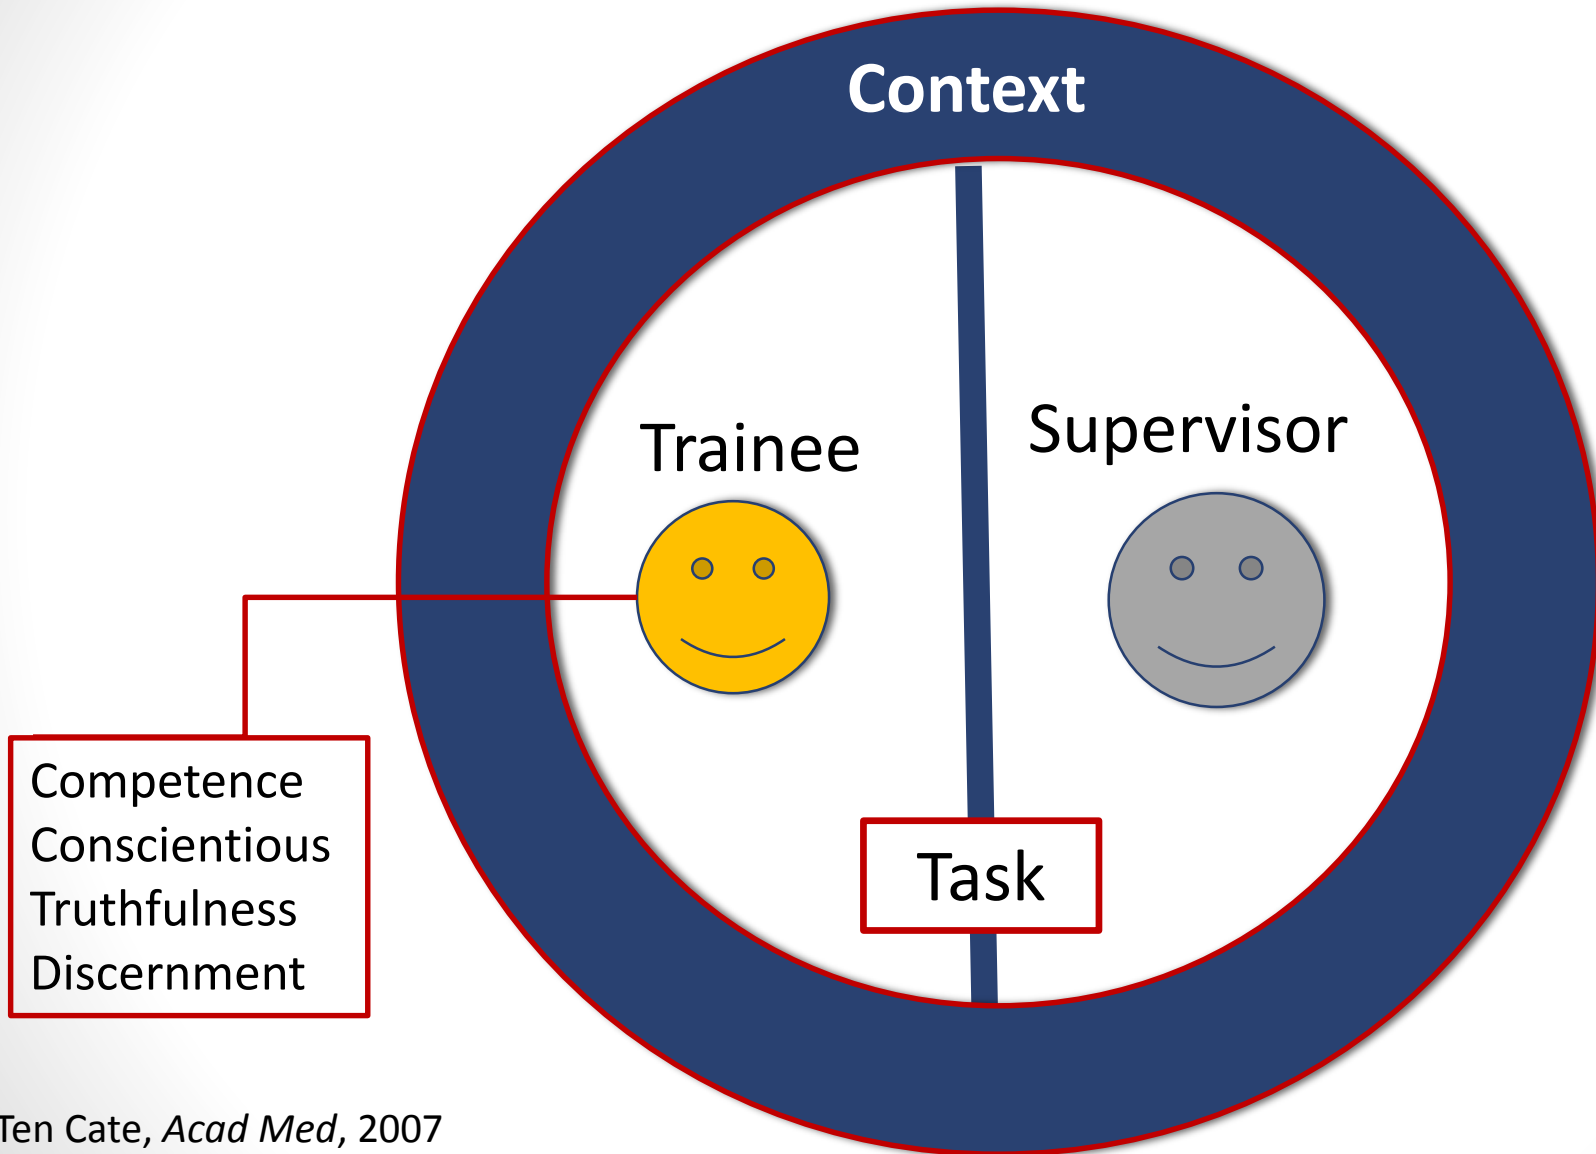 Context
Trainee
Supervisor
Competence
Conscientious
Truthfulness
Discernment
Task
Ten Cate, Acad Med, 2007